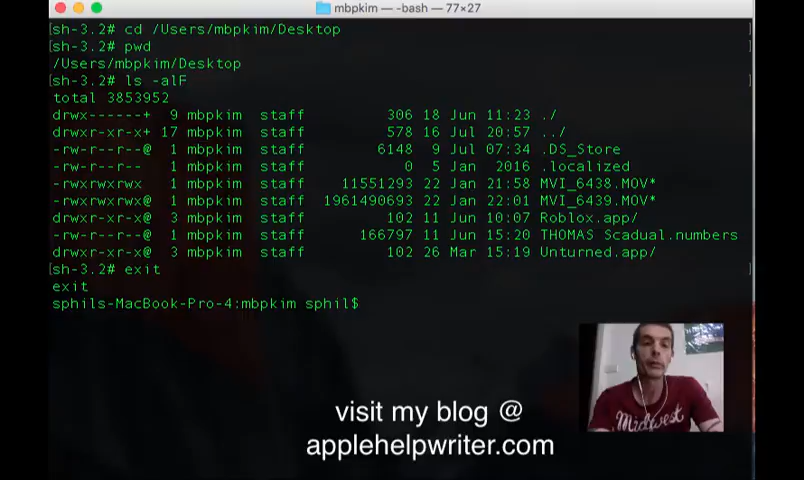 mbpkim — -bash — 77×27
[sh-3.2# cd /Users/mbpkim/Desktop ]
[sh-3.2# pwd ]
/Users/mbpkim/Desktop
[sh-3.2# ls -alF ]
total 3853952
drwx------+ 9 mbpkim staff 306 18 Jun 11:23 ./
drwxr-xr-x+ 17 mbpkim staff 578 16 Jul 20:57 ../
-rw-r--r--@ 1 mbpkim staff 6148 9 Jul 07:34 .DS_Store
-rw-r--r-- 1 mbpkim staff 0 5 Jan 2016 .localized
-rwxrwxrwx 1 mbpkim staff 11551293 22 Jan 21:58 MVI_6438.MOV*
-rwxrwxrwx@ 1 mbpkim staff 1961490693 22 Jan 22:01 MVI_6439.MOV*
drwxr-xr-x@ 3 mbpkim staff 102 11 Jun 10:07 Roblox.app/
-rw-r--r--@ 1 mbpkim staff 166797 11 Jun 15:20 THOMAS Scadual.numbers
drwxr-xr-x@ 3 mbpkim staff 102 26 Mar 15:19 Unturned.app/
[sh-3.2# exit ]
exit
sphils-MacBook-Pro-4:mbpkim sphil$
Midwest
visit my blog @
applehelpwriter.com